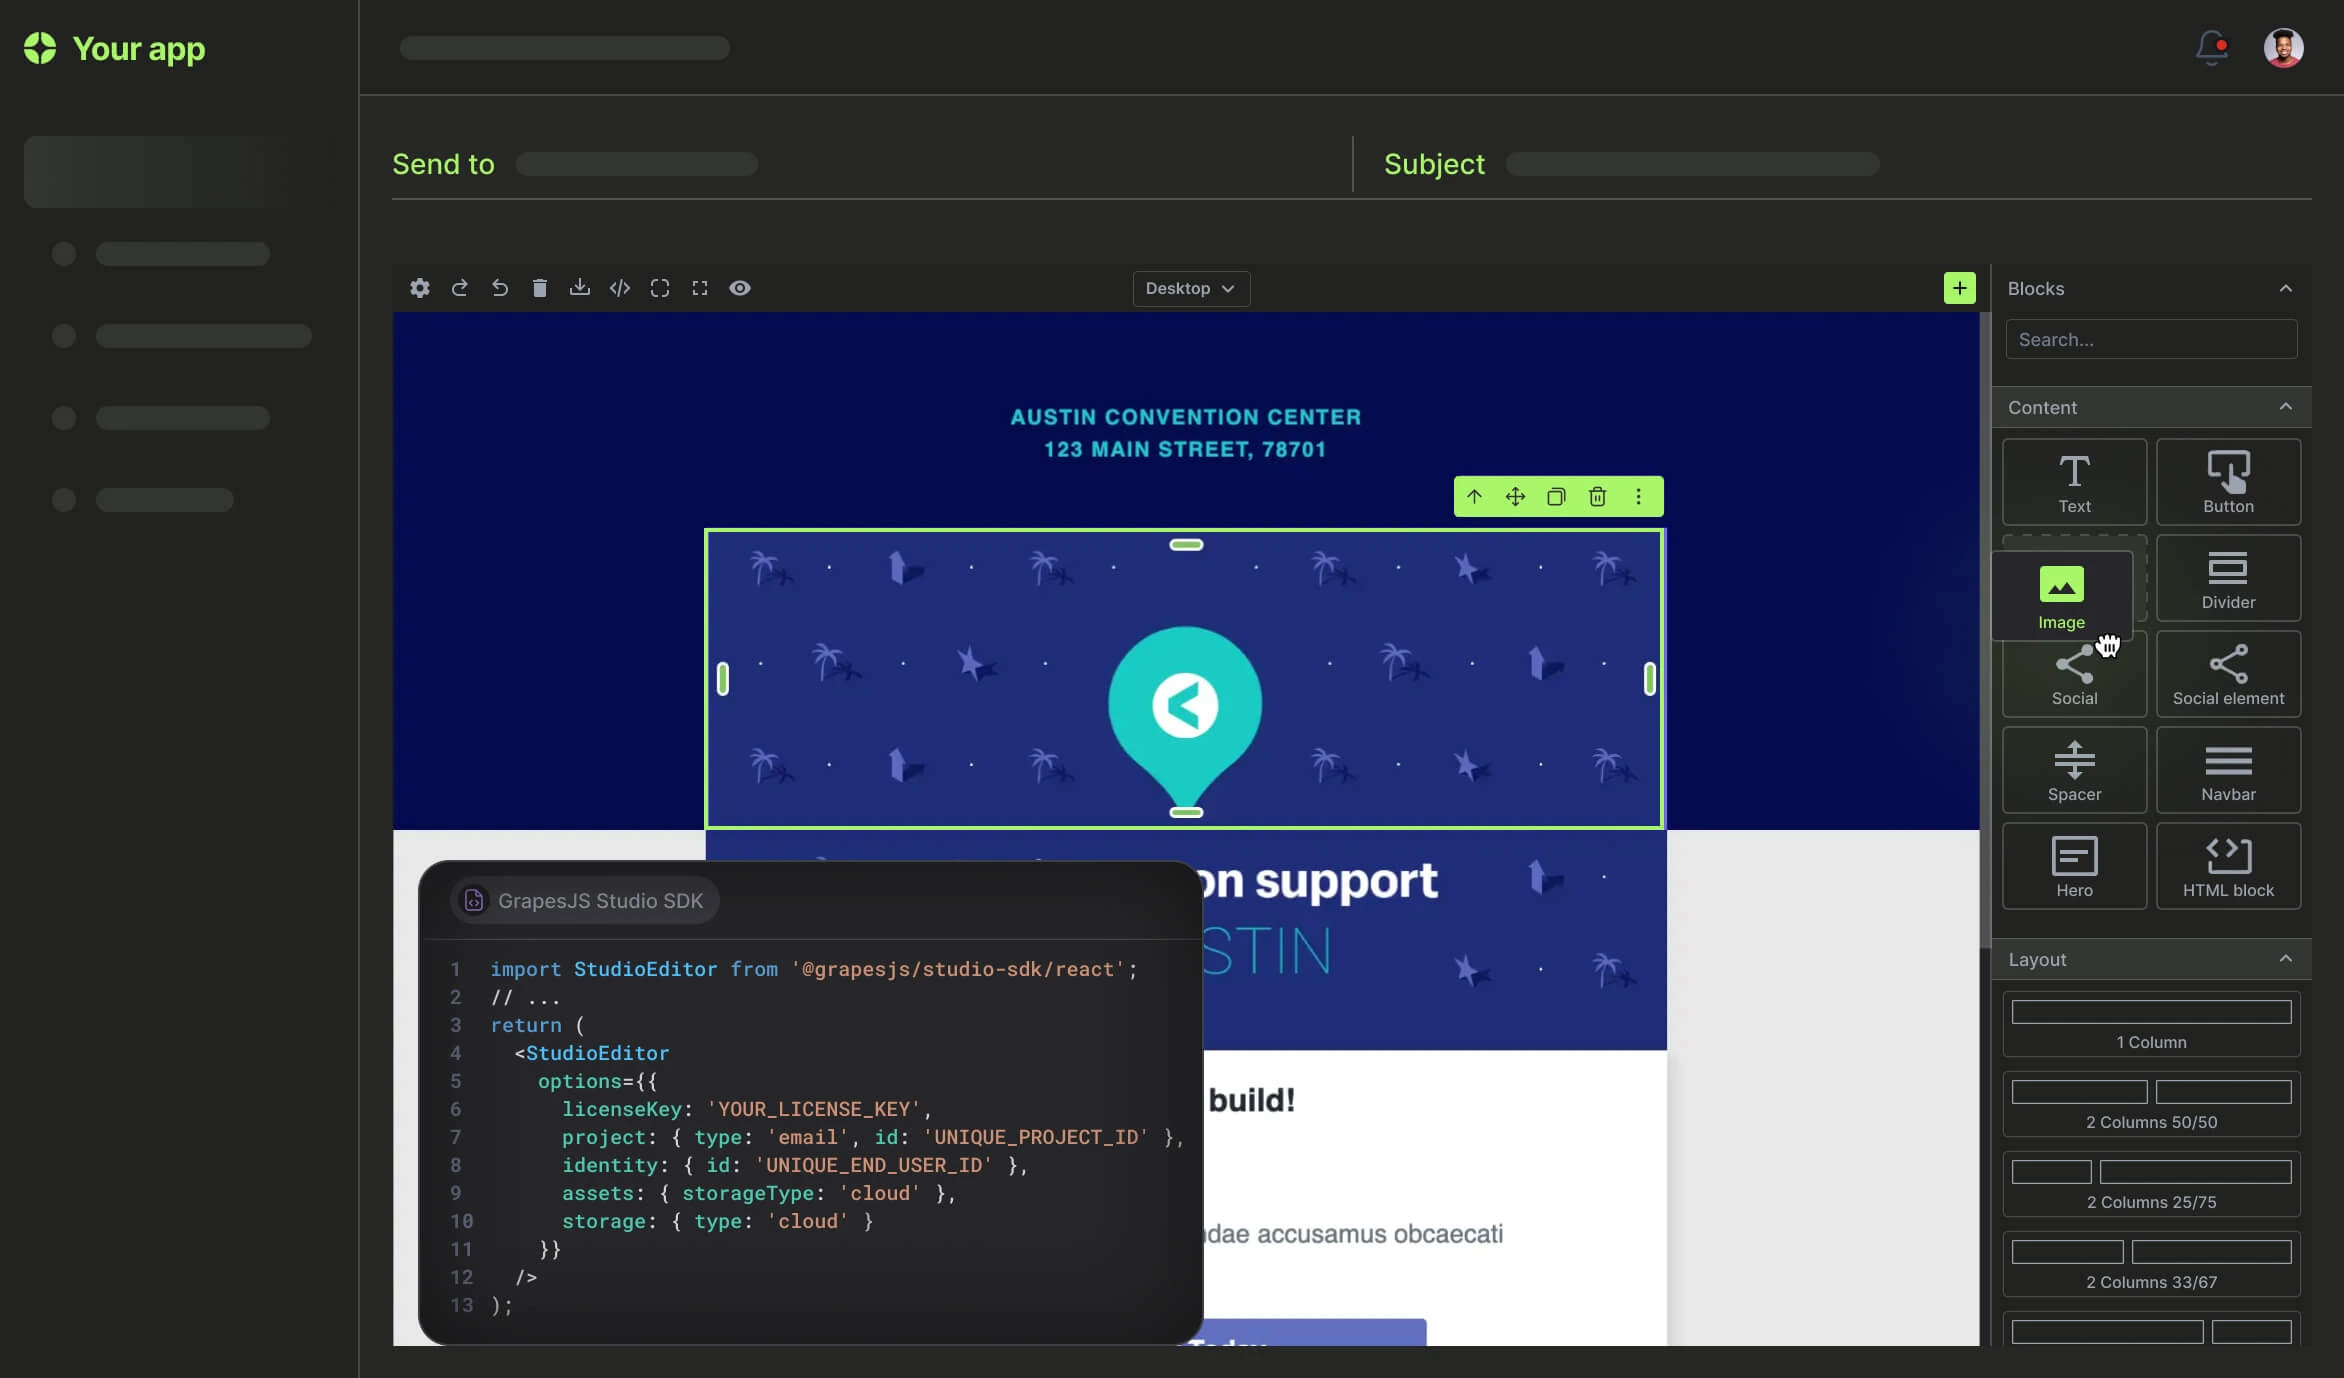 Your app
Send to
Subject
Desktop
Blocks
Search...
Content
Text
Button
Image
Divider
Social
Social element
Spacer
Navbar
Hero
HTML block
Layout
1 Column
2 Columns 50/50
2 Columns 25/75
2 Columns 33/67
AUSTIN CONVENTION CENTER
123 MAIN STREET, 78701
on support
STIN
build!
dae accusamus obcaecati
Today
GrapesJS Studio SDK
1 import StudioEditor from '@grapesjs/studio-sdk/react';
2 // ...
3 return (
4 <StudioEditor
5 options={{
6 licenseKey: 'YOUR_LICENSE_KEY',
7 project: { type: 'email', id: 'UNIQUE_PROJECT_ID' },
8 identity: { id: 'UNIQUE_END_USER_ID' },
9 assets: { storageType: 'cloud' },
10 storage: { type: 'cloud' }
11 }}
12 />
13 );